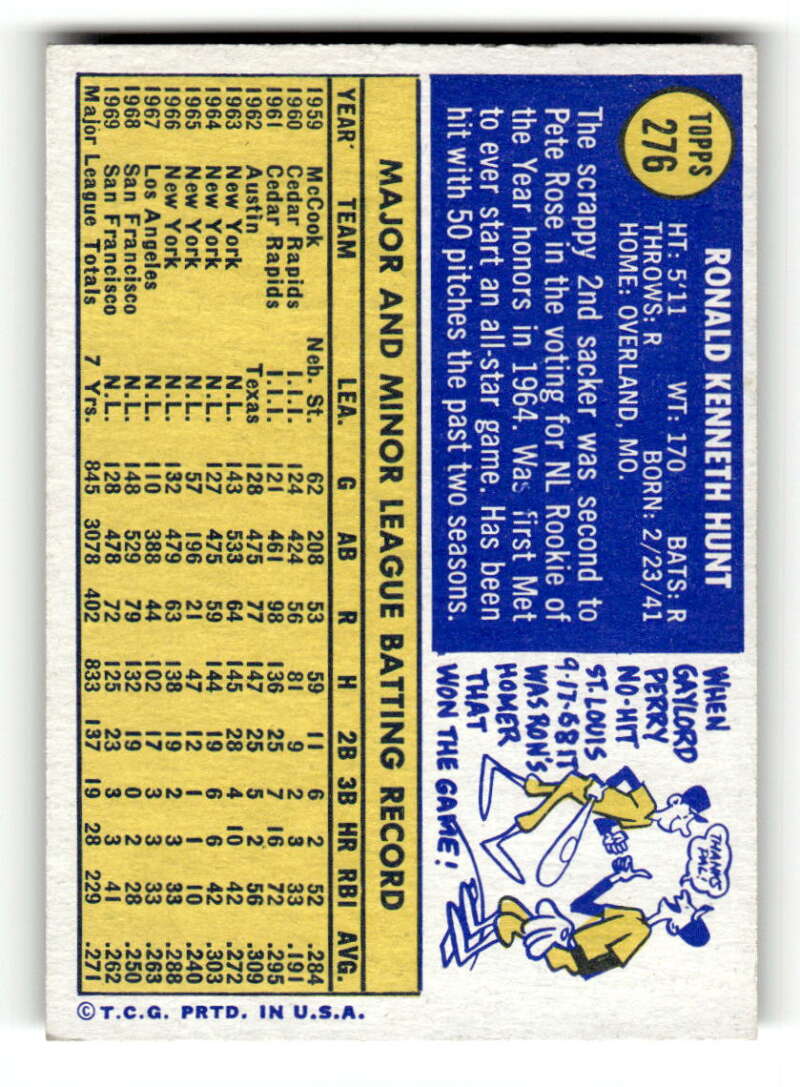 TOPPS
276
RONALD KENNETH HUNT
HT: 5'11 WT: 170 BATS: R
THROWS: R BORN: 2/23/41
HOME: OVERLAND, MO.
The scrappy 2nd sacker was second to
Pete Rose in the voting for NL Rookie of
the Year honors in 1964. Was first Met
to ever start an all-star game. Has been
hit with 50 pitches the past two seasons.
WHEN
GAYLORD
PERRY
NO-HIT
ST. LOUIS
9-17-68 IT
WAS RON'S
HOMER
THAT
WON THE GAME!
THANKS
PAL!
MAJOR AND MINOR LEAGUE BATTING RECORD
YEAR TEAM LEA. G AB R H 2B 3B HR RBI AVG.
1959 McCook Neb. St. 62 208 53 59 11 6 2 52 .284
1960 Cedar Rapids I.I.I. 124 424 56 81 9 2 3 33 .191
1961 Cedar Rapids I.I.I. 121 461 98 136 25 7 16 72 .295
1962 Austin Texas 128 475 77 147 25 5 2 56 .309
1963 New York N.L. 143 533 64 145 28 4 10 42 .272
1964 New York N.L. 127 475 59 144 19 6 6 42 .303
1965 New York N.L. 57 196 21 47 12 1 1 10 .240
1966 New York N.L. 132 479 63 138 19 2 3 33 .288
1967 Los Angeles N.L. 110 388 44 102 17 3 3 33 .263
1968 San Francisco N.L. 148 529 79 132 19 0 2 28 .250
1969 San Francisco N.L. 128 478 72 125 23 3 3 41 .262
Major League Totals 7 Yrs. 845 3078 402 833 137 19 28 229 .271
© T.C.G. PRTD. IN U.S.A.